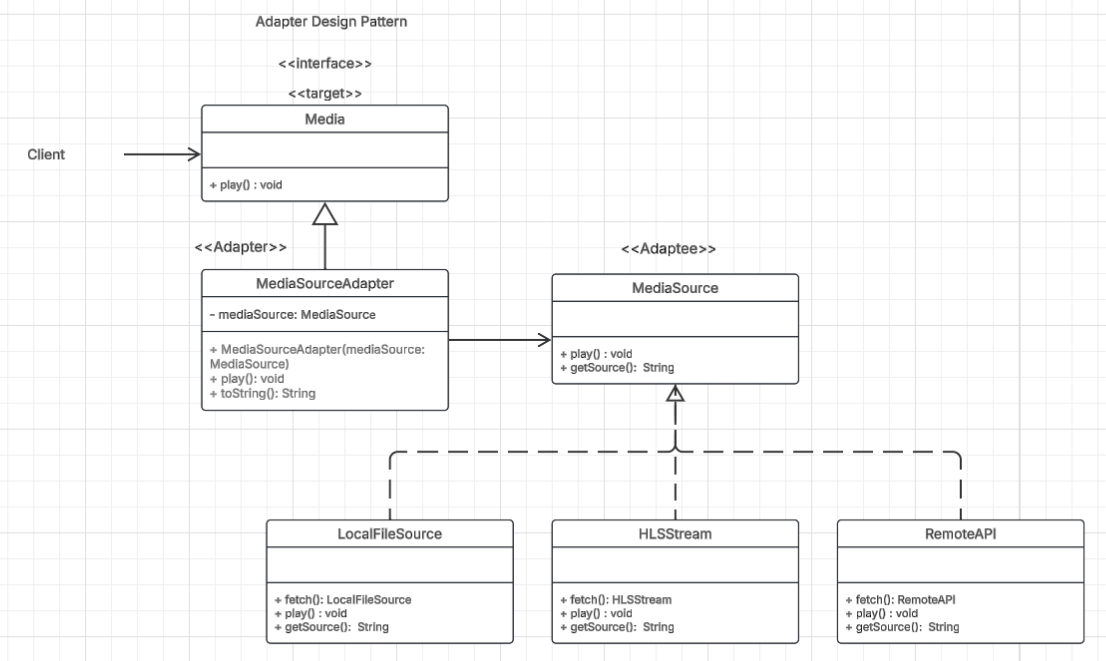 Adapter Design Pattern
<<interface>>
<<target>>
Media
Client
+ play() : void
<<Adapter>>
<<Adaptee>>
MediaSourceAdapter
- mediaSource: MediaSource
+ MediaSourceAdapter(mediaSource:
MediaSource)
+ play(): void
+ toString(): String
MediaSource
+ play() : void
+ getSource(): String
LocalFileSource
+ fetch(): LocalFileSource
+ play() : void
+ getSource(): String
HLSStream
+ fetch(): HLSStream
+ play() : void
+ getSource(): String
RemoteAPI
+ fetch(): RemoteAPI
+ play() : void
+ getSource(): String